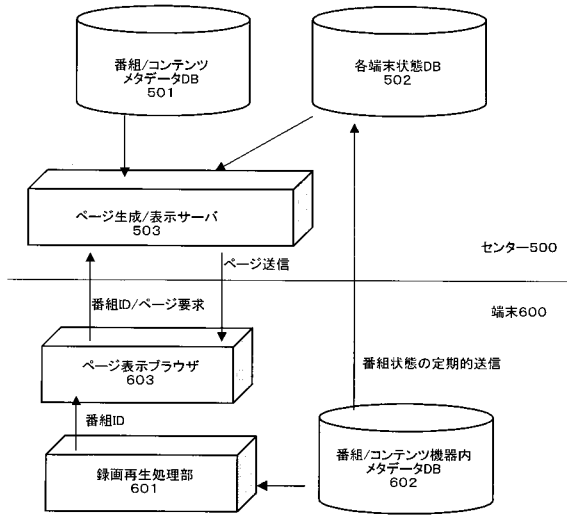 番組/コンテンツ
メタデータDB
501
各端末状態DB
502
ページ生成/表示サーバ
503
センター500
ページ送信
番組ID/ページ要求
端末600
ページ表示ブラウザ
603
番組状態の定期的送信
番組ID
録画再生処理部
601
番組/コンテンツ機器内
メタデータDB
602